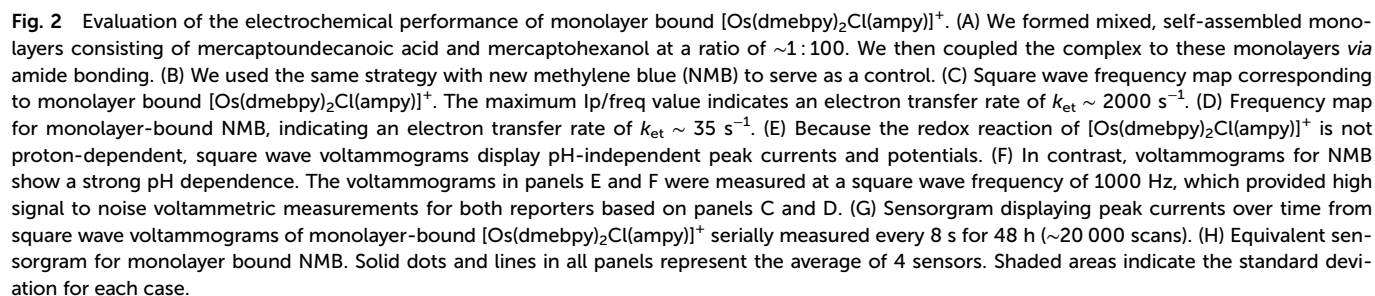 Fig. 2 Evaluation of the electrochemical performance of monolayer bound [Os(dmebpy)₂Cl(ampy)]⁺. (A) We formed mixed, self-assembled mono-
layers consisting of mercaptoundecanoic acid and mercaptohexanol at a ratio of ~1 : 100. We then coupled the complex to these monolayers via
amide bonding. (B) We used the same strategy with new methylene blue (NMB) to serve as a control. (C) Square wave frequency map corresponding
to monolayer bound [Os(dmebpy)₂Cl(ampy)]⁺. The maximum Ip/freq value indicates an electron transfer rate of kₑₜ ~ 2000 s⁻¹. (D) Frequency map
for monolayer-bound NMB, indicating an electron transfer rate of kₑₜ ~ 35 s⁻¹. (E) Because the redox reaction of [Os(dmebpy)₂Cl(ampy)]⁺ is not
proton-dependent, square wave voltammograms display pH-independent peak currents and potentials. (F) In contrast, voltammograms for NMB
show a strong pH dependence. The voltammograms in panels E and F were measured at a square wave frequency of 1000 Hz, which provided high
signal to noise voltammetric measurements for both reporters based on panels C and D. (G) Sensorgram displaying peak currents over time from
square wave voltammograms of monolayer-bound [Os(dmebpy)₂Cl(ampy)]⁺ serially measured every 8 s for 48 h (~20 000 scans). (H) Equivalent sen-
sorgram for monolayer bound NMB. Solid dots and lines in all panels represent the average of 4 sensors. Shaded areas indicate the standard devi-
ation for each case.